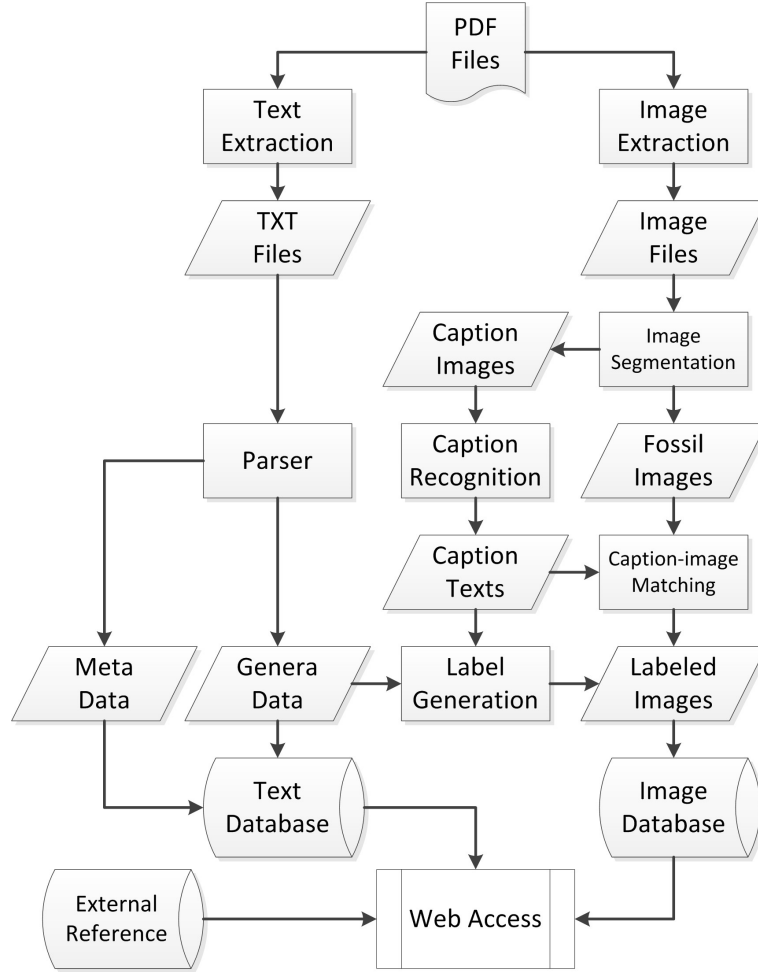 PDF
Files
Text
Extraction
Image
Extraction
TXT
Files
Image
Files
Caption
Images
Image
Segmentation
Parser
Caption
Recognition
Fossil
Images
Caption
Texts
Caption-image
Matching
Meta
Data
Genera
Data
Label
Generation
Labeled
Images
Text
Database
Image
Database
External
Reference
Web Access